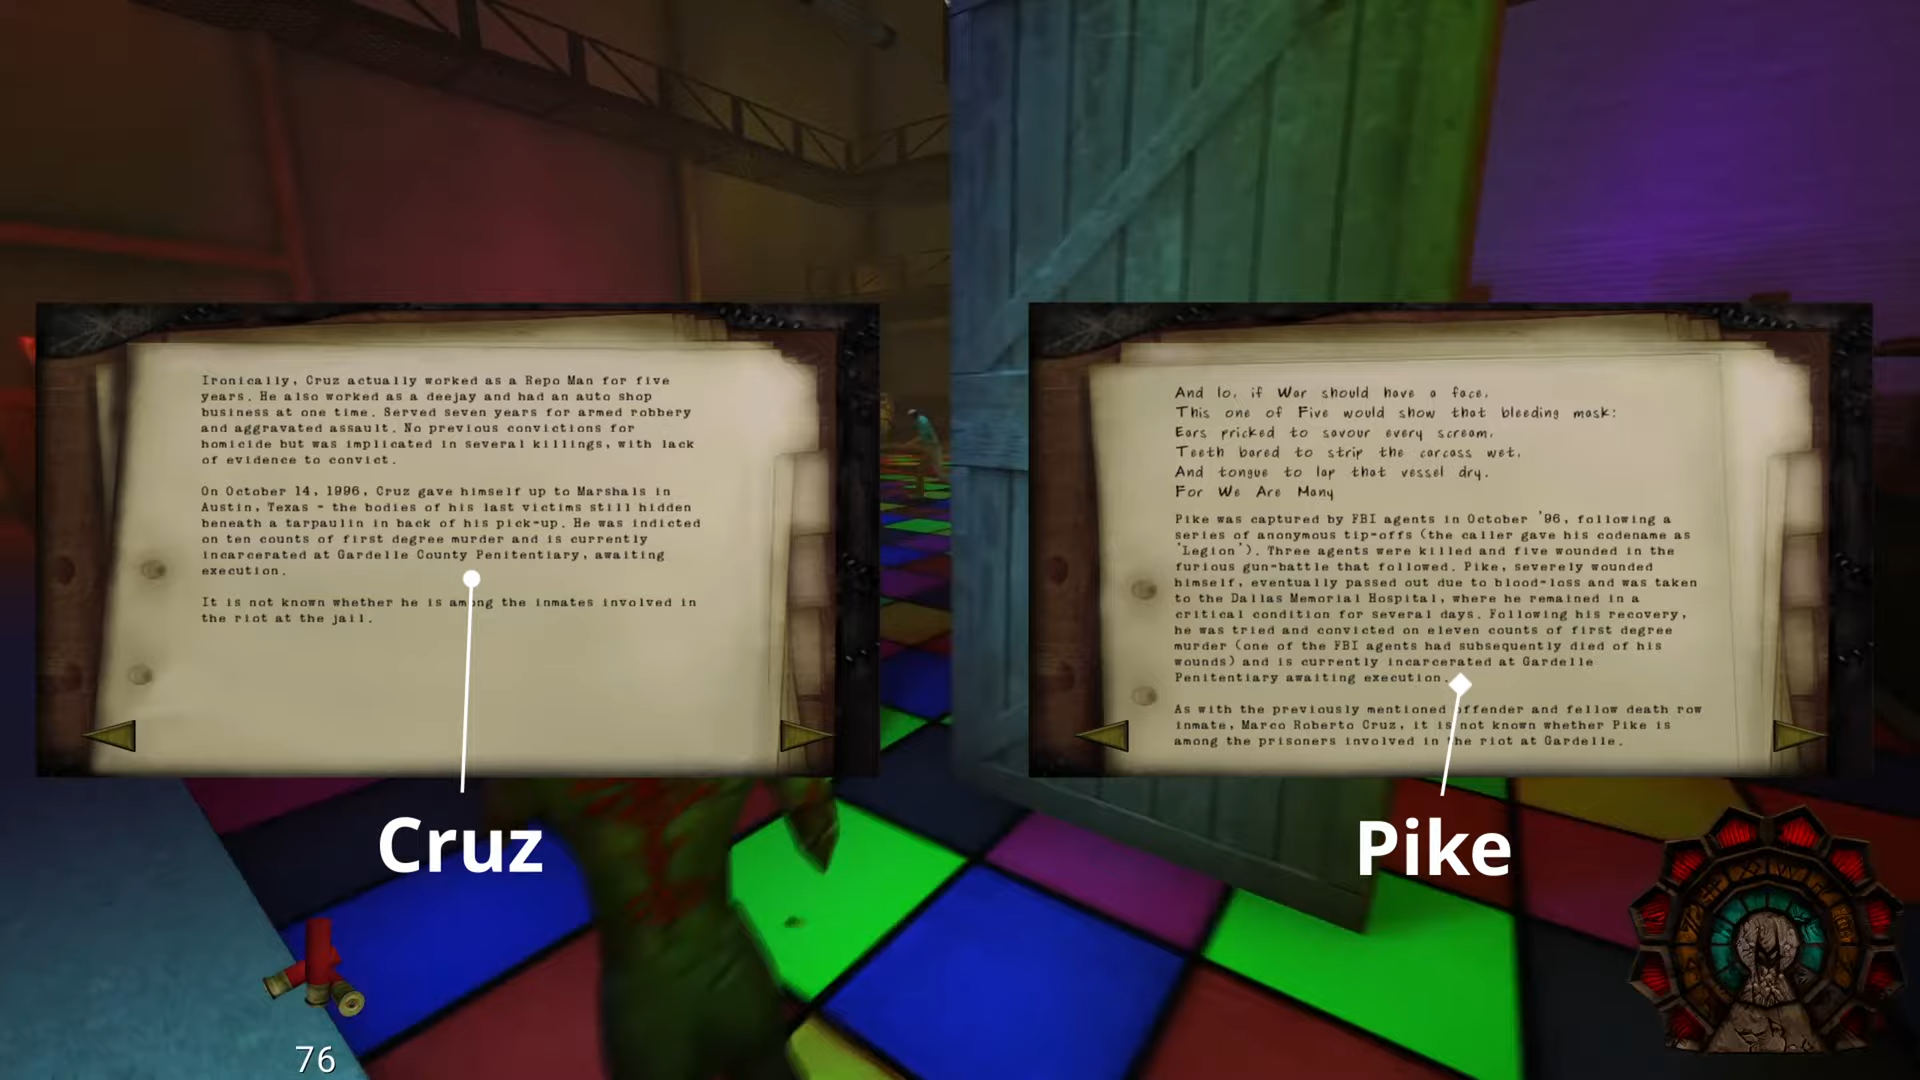 Ironically, Cruz actually worked as a Repo Man for five
years. He also worked as a deejay and had an auto shop
business at one time. Served seven years for armed robbery
and aggravated assault. No previous convictions for
homicide but was implicated in several killings, with lack
of evidence to convict.
On October 14, 1996, Cruz gave himself up to Marshals in
Austin, Texas - the bodies of his last victims still hidden
beneath a tarpaulin in back of his pick-up. He was indicted
on ten counts of first degree murder and is currently
incarcerated at Gardelle County Penitentiary, awaiting
execution.
It is not known whether he is among the inmates involved in
the riot at the jail.
Cruz
And lo, if War should have a face,
This one of Five would show that bleeding mask:
Ears pricked to savour every scream,
Teeth bared to strip the carcass wet,
And tongue to lap that vessel dry.
For We Are Many
Pike was captured by FBI agents in October '96, following a
series of anonymous tip-offs (the caller gave his codename as
'Legion'). Three agents were killed and five wounded in the
furious gun-battle that followed. Pike, severely wounded
himself, eventually passed out due to blood-loss and was taken
to the Dallas Memorial Hospital, where he remained in a
critical condition for several days. Following his recovery,
he was tried and convicted on eleven counts of first degree
murder (one of the FBI agents had subsequently died of his
wounds) and is currently incarcerated at Gardelle
Penitentiary awaiting execution.
As with the previously mentioned offender and fellow death row
inmate, Marco Roberto Cruz, it is not known whether Pike is
among the prisoners involved in the riot at Gardelle.
Pike
76